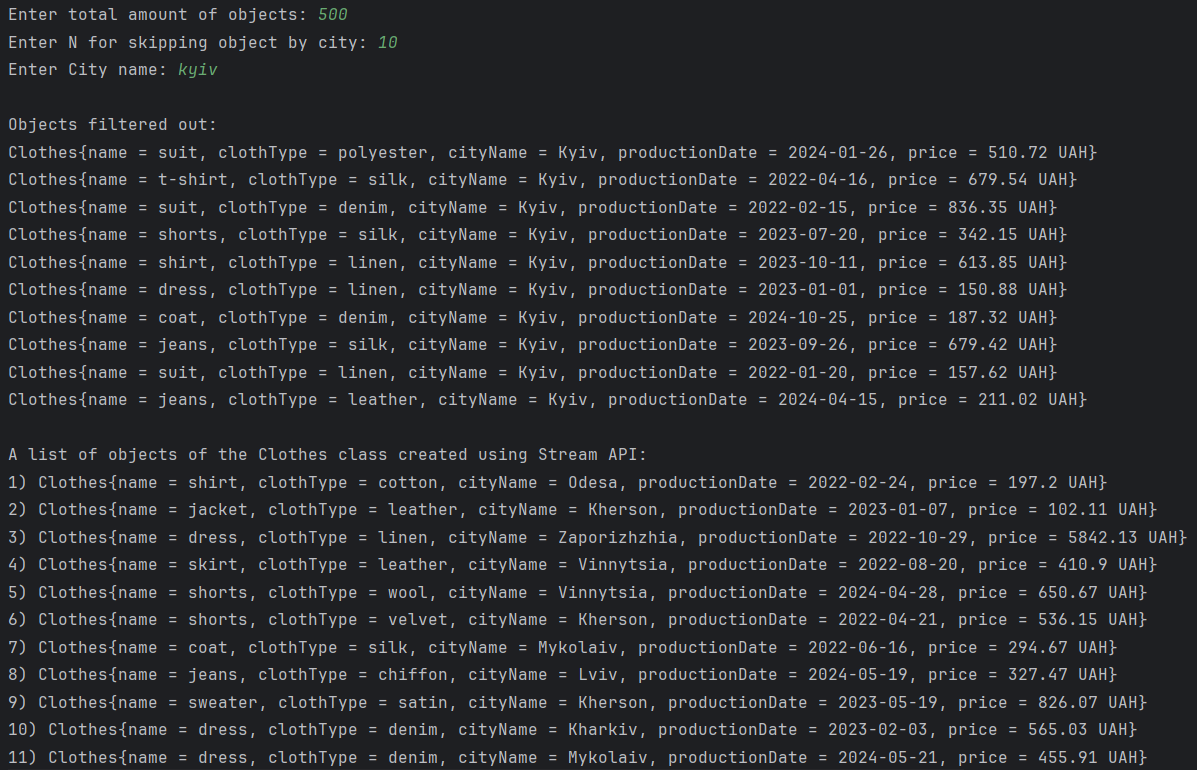 Enter total amount of objects: 500
Enter N for skipping object by city: 10
Enter City name: kyiv
Objects filtered out:
Clothes{name = suit, clothType = polyester, cityName = Kyiv, productionDate = 2024-01-26, price = 510.72 UAH}
Clothes{name = t-shirt, clothType = silk, cityName = Kyiv, productionDate = 2022-04-16, price = 679.54 UAH}
Clothes{name = suit, clothType = denim, cityName = Kyiv, productionDate = 2022-02-15, price = 836.35 UAH}
Clothes{name = shorts, clothType = silk, cityName = Kyiv, productionDate = 2023-07-20, price = 342.15 UAH}
Clothes{name = shirt, clothType = linen, cityName = Kyiv, productionDate = 2023-10-11, price = 613.85 UAH}
Clothes{name = dress, clothType = linen, cityName = Kyiv, productionDate = 2023-01-01, price = 150.88 UAH}
Clothes{name = coat, clothType = denim, cityName = Kyiv, productionDate = 2024-10-25, price = 187.32 UAH}
Clothes{name = jeans, clothType = silk, cityName = Kyiv, productionDate = 2023-09-26, price = 679.42 UAH}
Clothes{name = suit, clothType = linen, cityName = Kyiv, productionDate = 2022-01-20, price = 157.62 UAH}
Clothes{name = jeans, clothType = leather, cityName = Kyiv, productionDate = 2024-04-15, price = 211.02 UAH}
A list of objects of the Clothes class created using Stream API:
1) Clothes{name = shirt, clothType = cotton, cityName = Odesa, productionDate = 2022-02-24, price = 197.2 UAH}
2) Clothes{name = jacket, clothType = leather, cityName = Kherson, productionDate = 2023-01-07, price = 102.11 UAH}
3) Clothes{name = dress, clothType = linen, cityName = Zaporizhzhia, productionDate = 2022-10-29, price = 5842.13 UAH}
4) Clothes{name = skirt, clothType = leather, cityName = Vinnytsia, productionDate = 2022-08-20, price = 410.9 UAH}
5) Clothes{name = shorts, clothType = wool, cityName = Vinnytsia, productionDate = 2024-04-28, price = 650.67 UAH}
6) Clothes{name = shorts, clothType = velvet, cityName = Kherson, productionDate = 2022-04-21, price = 536.15 UAH}
7) Clothes{name = coat, clothType = silk, cityName = Mykolaiv, productionDate = 2022-06-16, price = 294.67 UAH}
8) Clothes{name = jeans, clothType = chiffon, cityName = Lviv, productionDate = 2024-05-19, price = 327.47 UAH}
9) Clothes{name = sweater, clothType = satin, cityName = Kherson, productionDate = 2023-05-19, price = 826.07 UAH}
10) Clothes{name = dress, clothType = denim, cityName = Kharkiv, productionDate = 2023-02-03, price = 565.03 UAH}
11) Clothes{name = dress, clothType = denim, cityName = Mykolaiv, productionDate = 2024-05-21, price = 455.91 UAH}